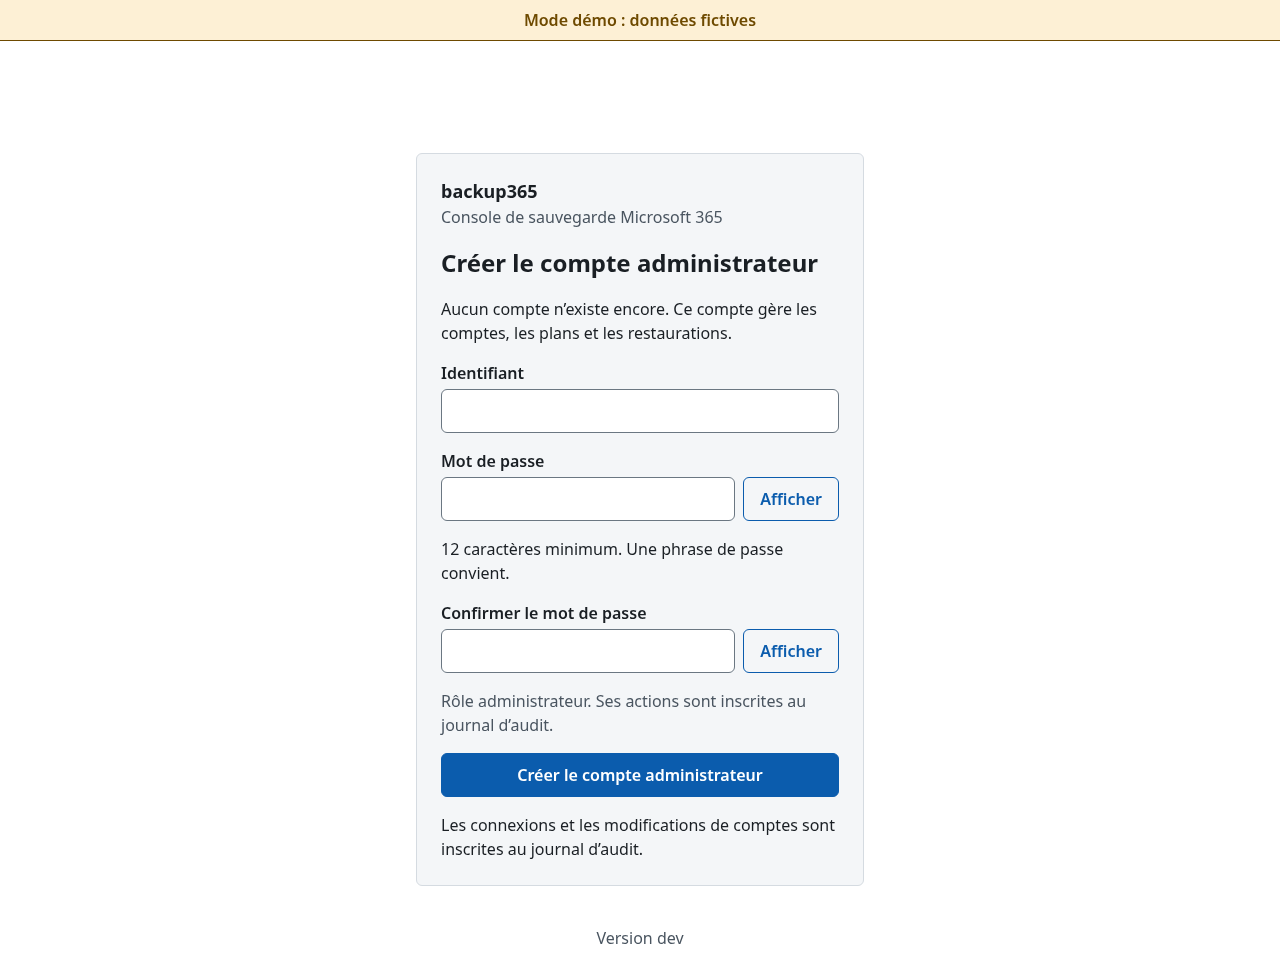 Mode démo : données fictives
backup365
Console de sauvegarde Microsoft 365
Créer le compte administrateur
Aucun compte n’existe encore. Ce compte gère les
comptes, les plans et les restaurations.
Identifiant
Mot de passe
Afficher
12 caractères minimum. Une phrase de passe
convient.
Confirmer le mot de passe
Afficher
Rôle administrateur. Ses actions sont inscrites au
journal d’audit.
Créer le compte administrateur
Les connexions et les modifications de comptes sont
inscrites au journal d’audit.
Version dev